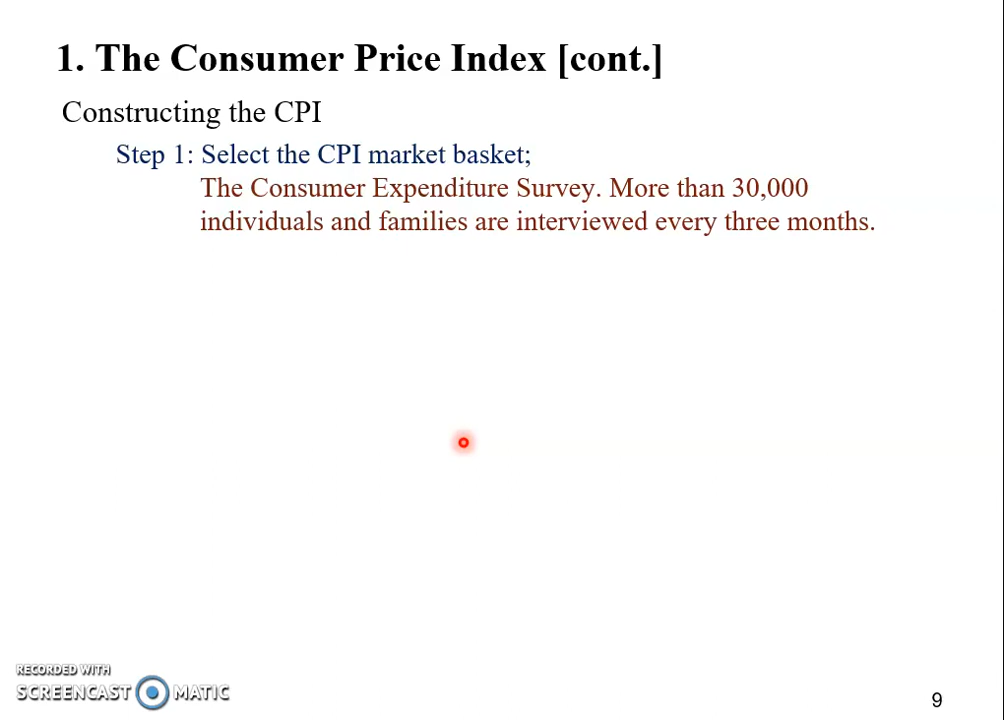 1. The Consumer Price Index [cont.]
Constructing the CPI
Step 1: Select the CPI market basket;
The Consumer Expenditure Survey. More than 30,000
individuals and families are interviewed every three months.
RECORDED WITH
SCREENCAST MATIC
9